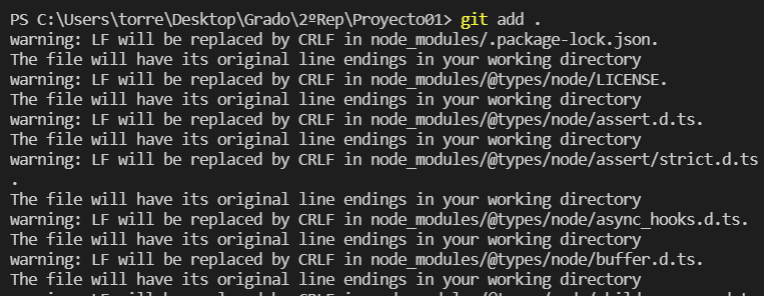 PS C:\Users\torre\Desktop\Grado\2ºRep\Proyecto01> git add .
warning: LF will be replaced by CRLF in node_modules/.package-lock.json.
The file will have its original line endings in your working directory
warning: LF will be replaced by CRLF in node_modules/@types/node/LICENSE.
The file will have its original line endings in your working directory
warning: LF will be replaced by CRLF in node_modules/@types/node/assert.d.ts.
The file will have its original line endings in your working directory
warning: LF will be replaced by CRLF in node_modules/@types/node/assert/strict.d.ts
.
The file will have its original line endings in your working directory
warning: LF will be replaced by CRLF in node_modules/@types/node/async_hooks.d.ts.
The file will have its original line endings in your working directory
warning: LF will be replaced by CRLF in node_modules/@types/node/buffer.d.ts.
The file will have its original line endings in your working directory